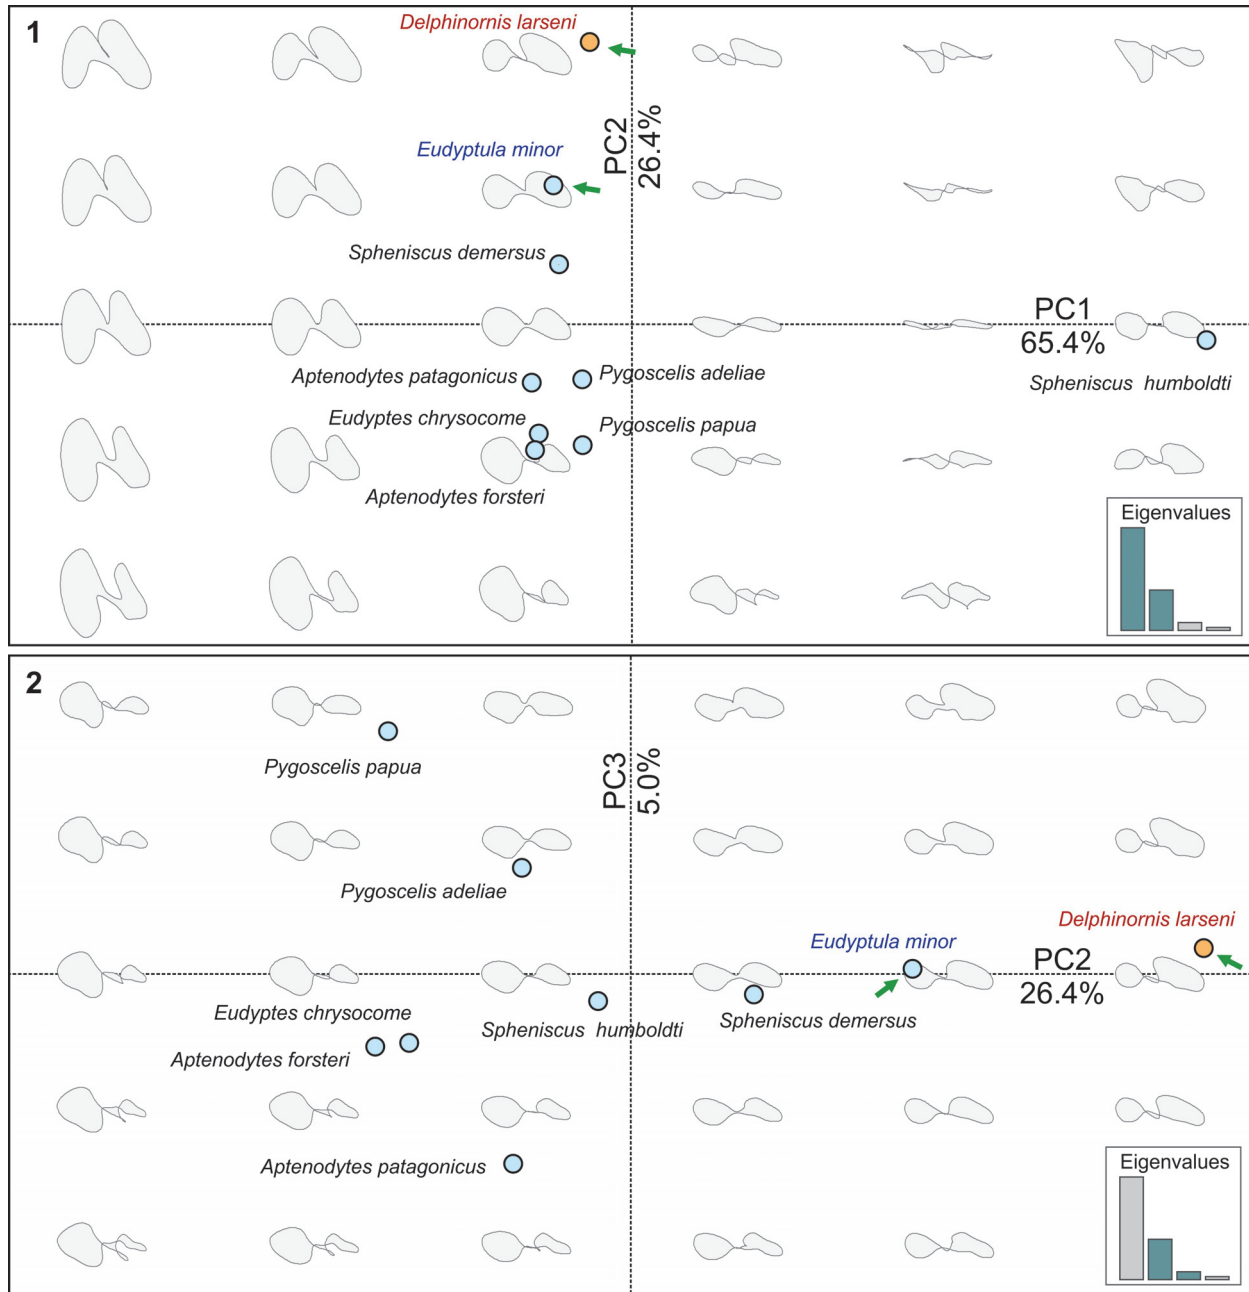 1
Delphinornis larseni
PC2
26.4%
Eudyptula minor
Spheniscus demersus
PC1
65.4%
Spheniscus humboldti
Aptenodytes patagonicus
Pygoscelis adeliae
Eudyptes chrysocome
Pygoscelis papua
Aptenodytes forsteri
Eigenvalues
2
Pygoscelis papua
PC3
5.0%
Pygoscelis adeliae
Delphinornis larseni
Eudyptula minor
PC2
26.4%
Eudyptes chrysocome
Spheniscus humboldti
Spheniscus demersus
Aptenodytes forsteri
Aptenodytes patagonicus
Eigenvalues